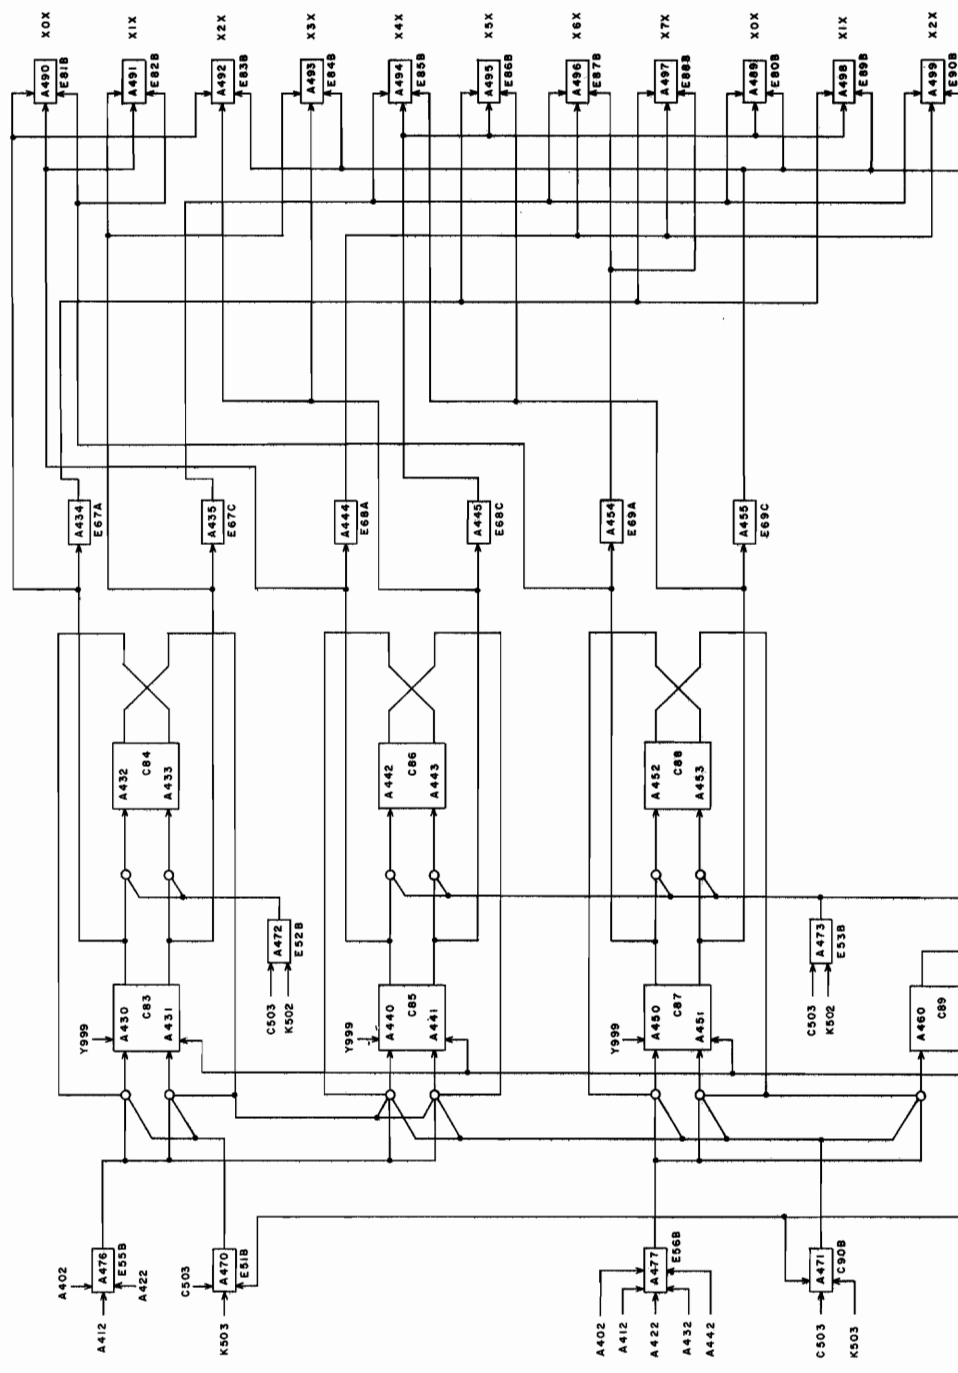 X0X
X1X
X2X
X3X
X4X
X5X
X6X
X7X
X0X
X1X
X2X
A490
E81B
A491
E82B
A492
E83B
A493
E84B
A494
E85B
A495
E86B
A496
E87B
A497
E88B
A489
E80B
A498
E89B
A499
E90B
A434
E67A
A435
E67C
A444
E68A
A445
E68C
A454
E69A
A455
E69C
A432
C84
A433
A442
C86
A443
A452
C88
A453
A472
E52B
C503
K502
A473
E53B
C503
K502
Y999
A430
C83
A431
Y999
A440
C85
A441
Y999
A450
C87
A451
A460
C89
A402
A476
E55B
A412
A422
C503
A470
E51B
K503
A477
E56B
A402
A412
A422
A432
A442
A471
C90B
C503
K503